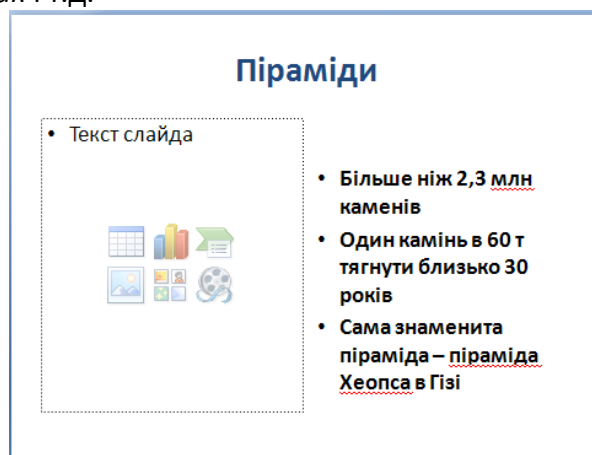 Піраміди
• Текст слайда
• Більше ніж 2,3 млн
каменів
• Один камінь в 60 т
тягнути близько 30
років
• Сама знаменита
піраміда – піраміда
Хеопса в Гізі